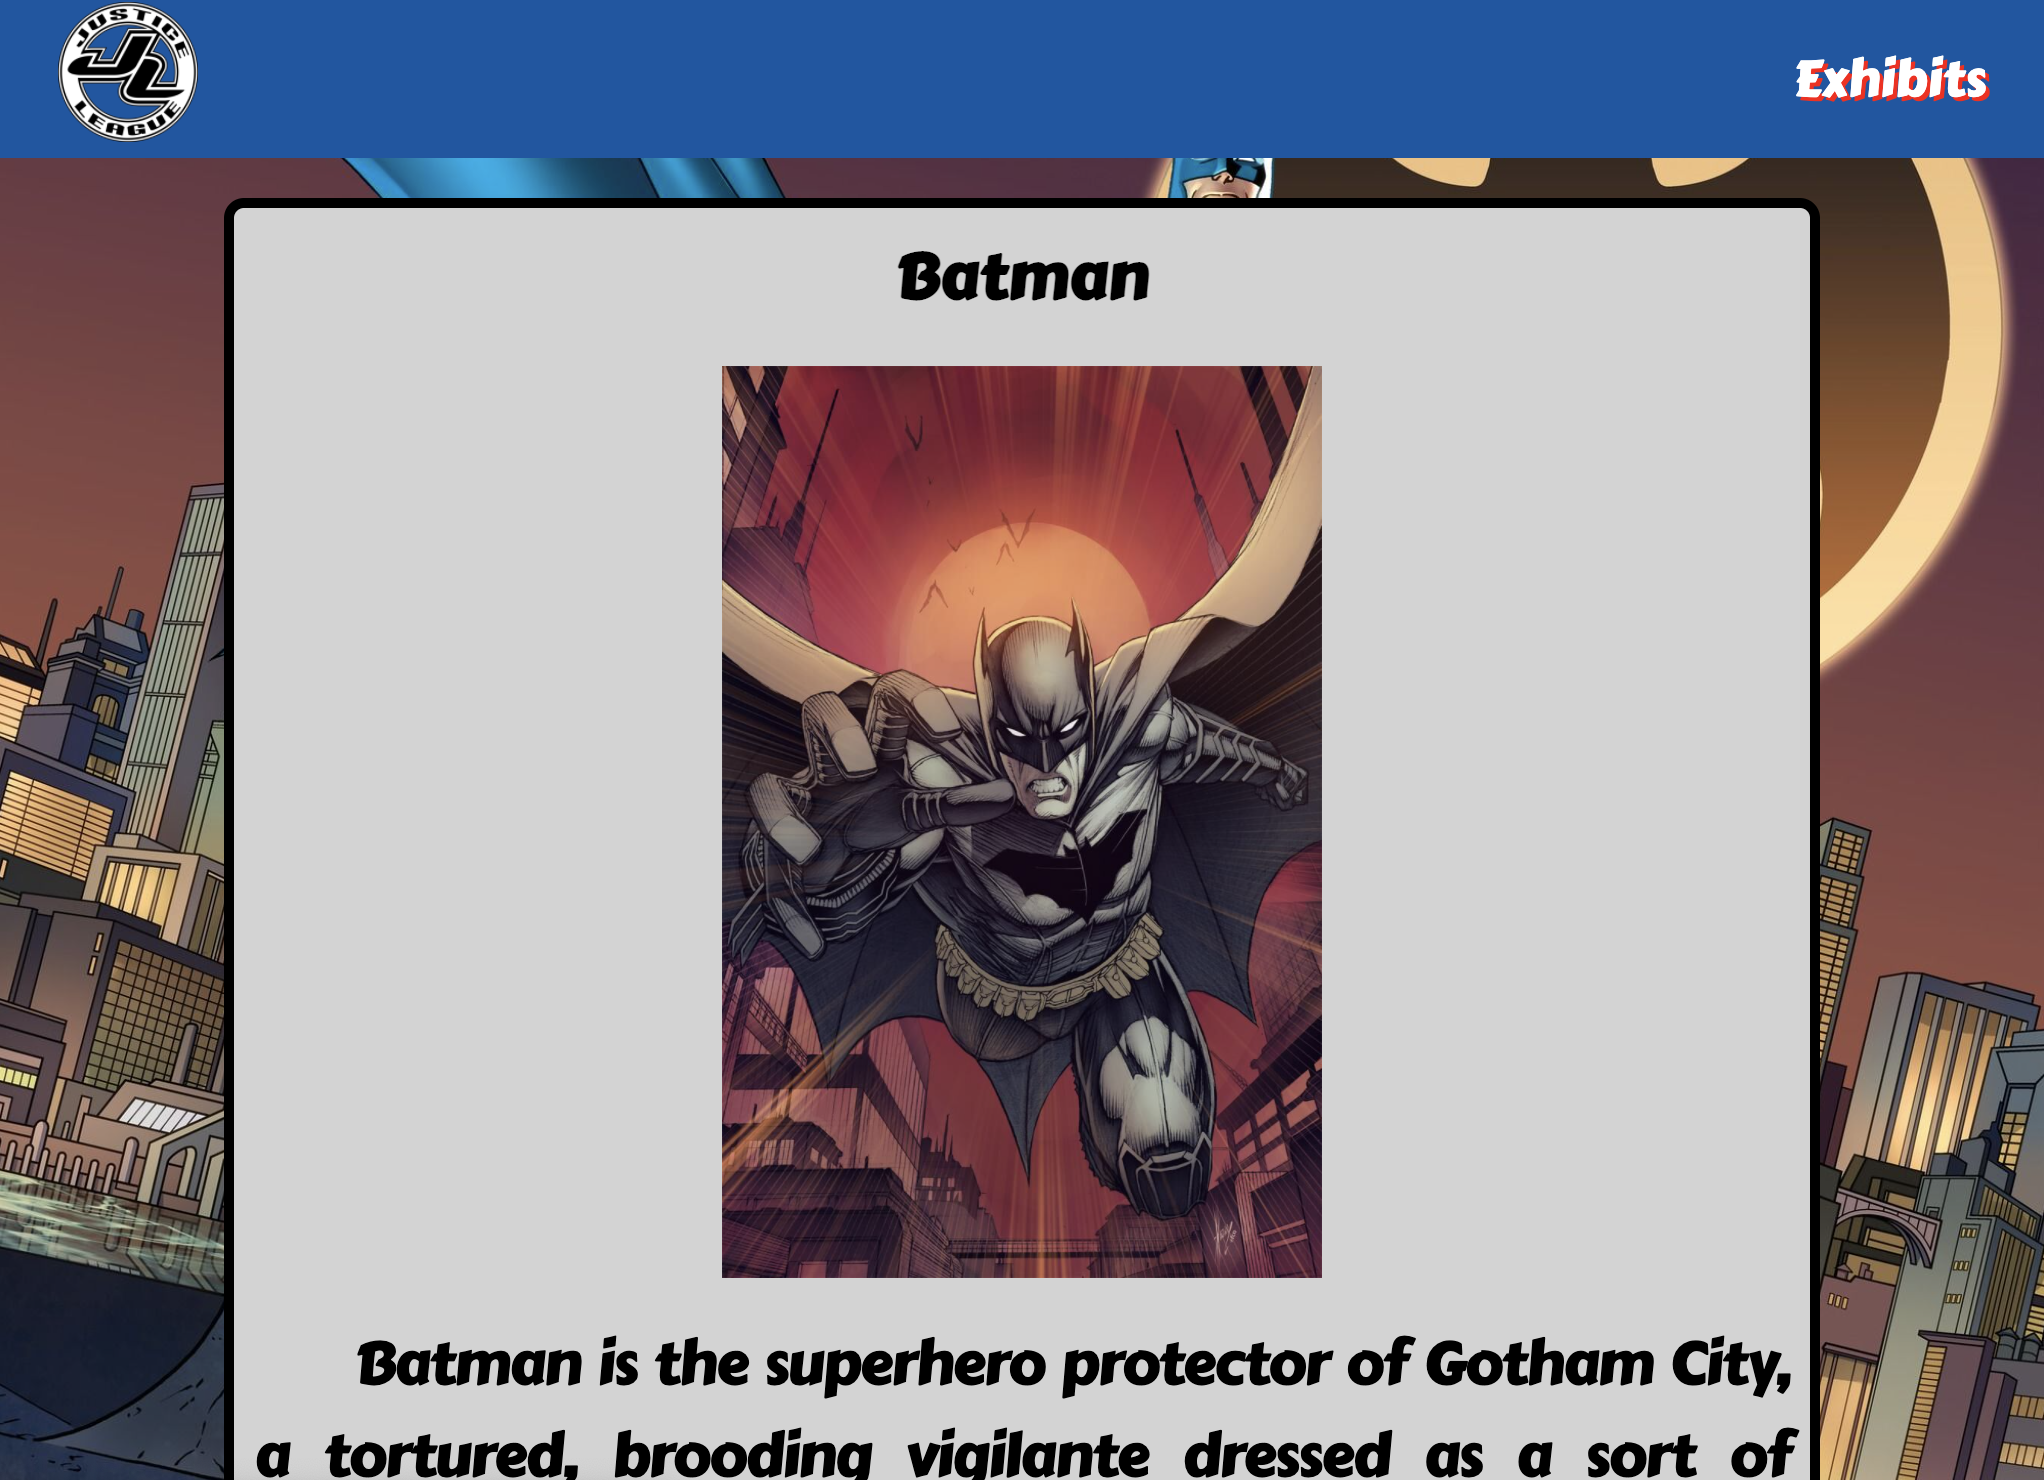 JUSTICE
JL
LEAGUE
Exhibits
Batman
Batman is the superhero protector of Gotham City,
a tortured, brooding vigilante dressed as a sort of